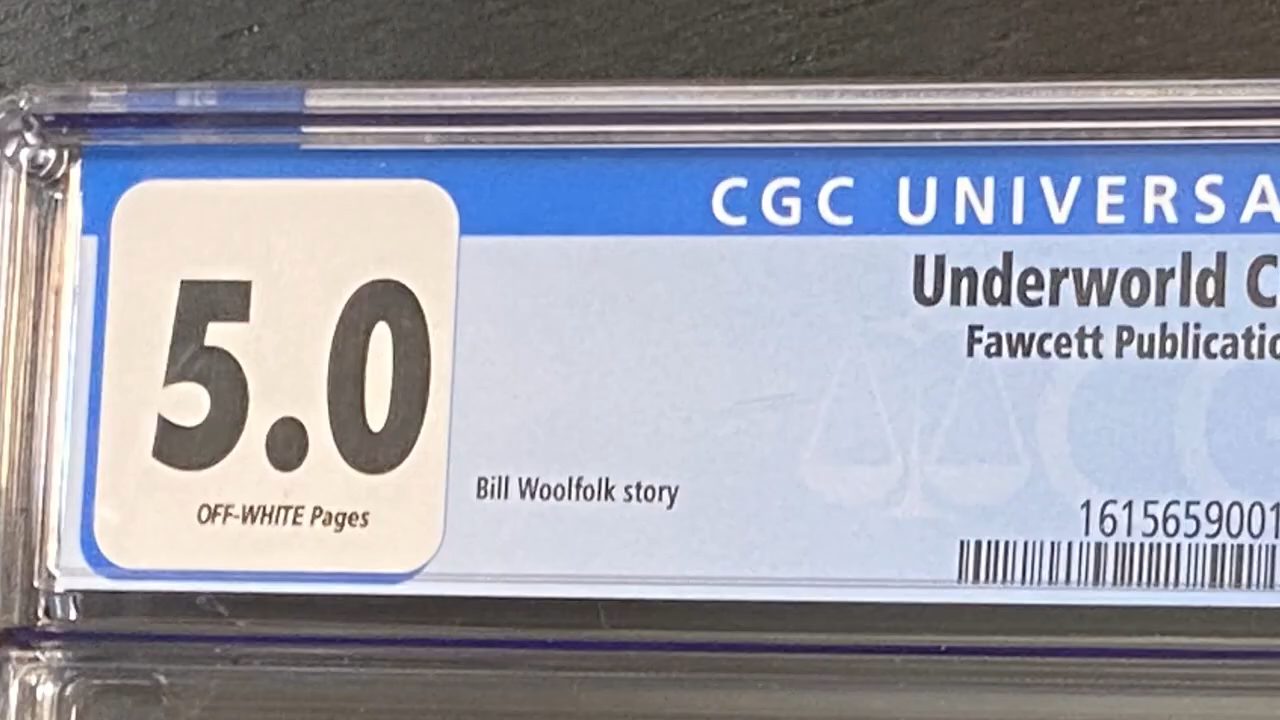 CGC UNIVERSA
Underworld C
Fawcett Publicatio
5.0
OFF-WHITE Pages
Bill Woolfolk story
1615659001